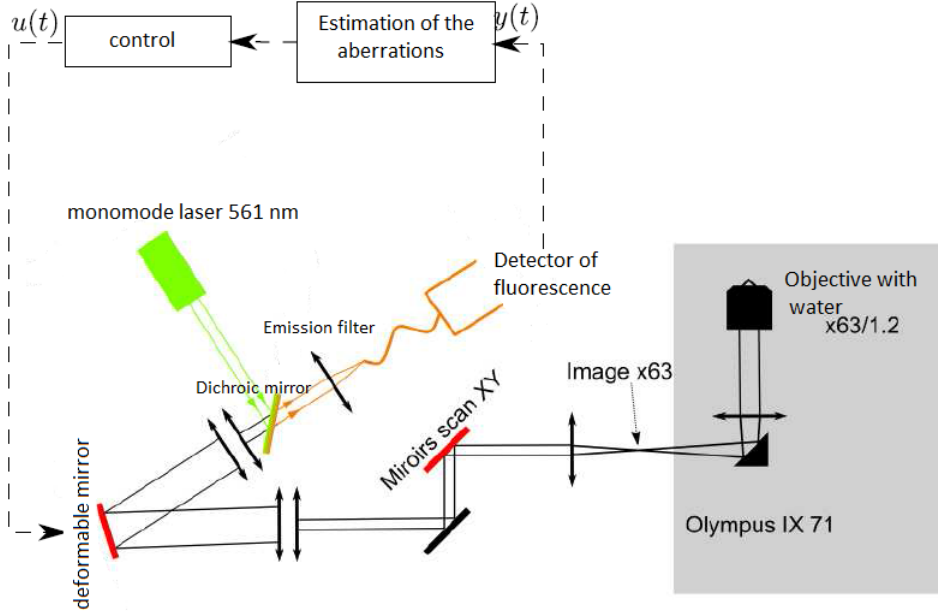 u(t)
control
Estimation of the
aberrations
y(t)
monomode laser 561 nm
Detector of
fluorescence
Objective with
water
x63/1.2
Emission filter
Dichroic mirror
Image x63
Miroirs scan XY
deformable mirror
Olympus IX 71